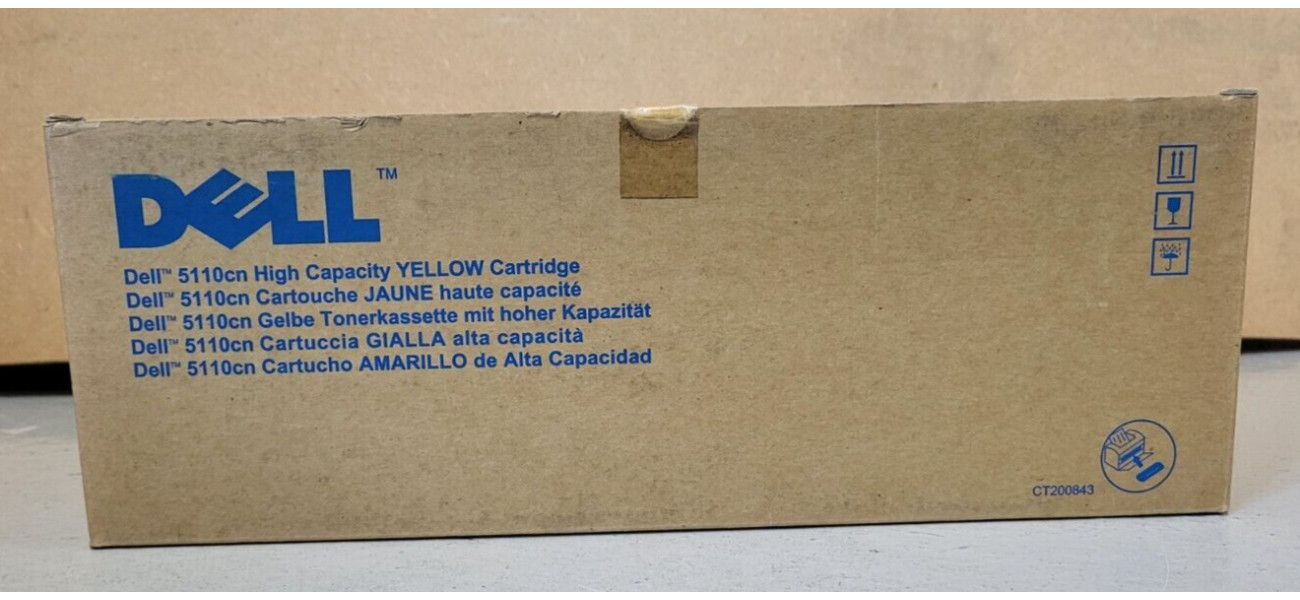 DELL™
Dell™ 5110cn High Capacity YELLOW Cartridge
Dell™ 5110cn Cartouche JAUNE haute capacité
Dell™ 5110cn Gelbe Tonerkassette mit hoher Kapazität
Dell™ 5110cn Cartuccia GIALLA alta capacità
Dell™ 5110cn Cartucho AMARILLO de Alta Capacidad
CT200843